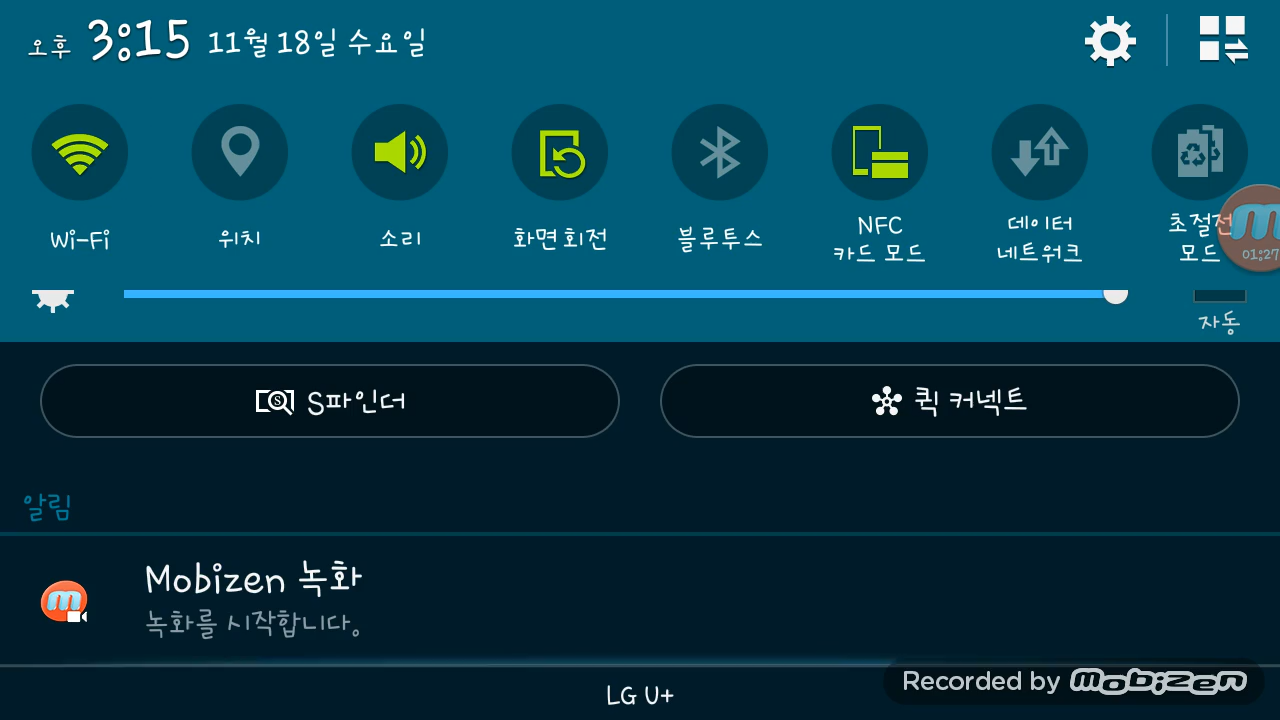 오후 3:15 11월 18일 수요일
Wi-Fi
위치
소리
화면 회전
블루투스
NFC
카드 모드
데이터
네트워크
초절전
모드
01:27
자동
S파인더
퀵 커넥트
알림
Mobizen 녹화
녹화를 시작합니다.
Recorded by mobizen
LG U+